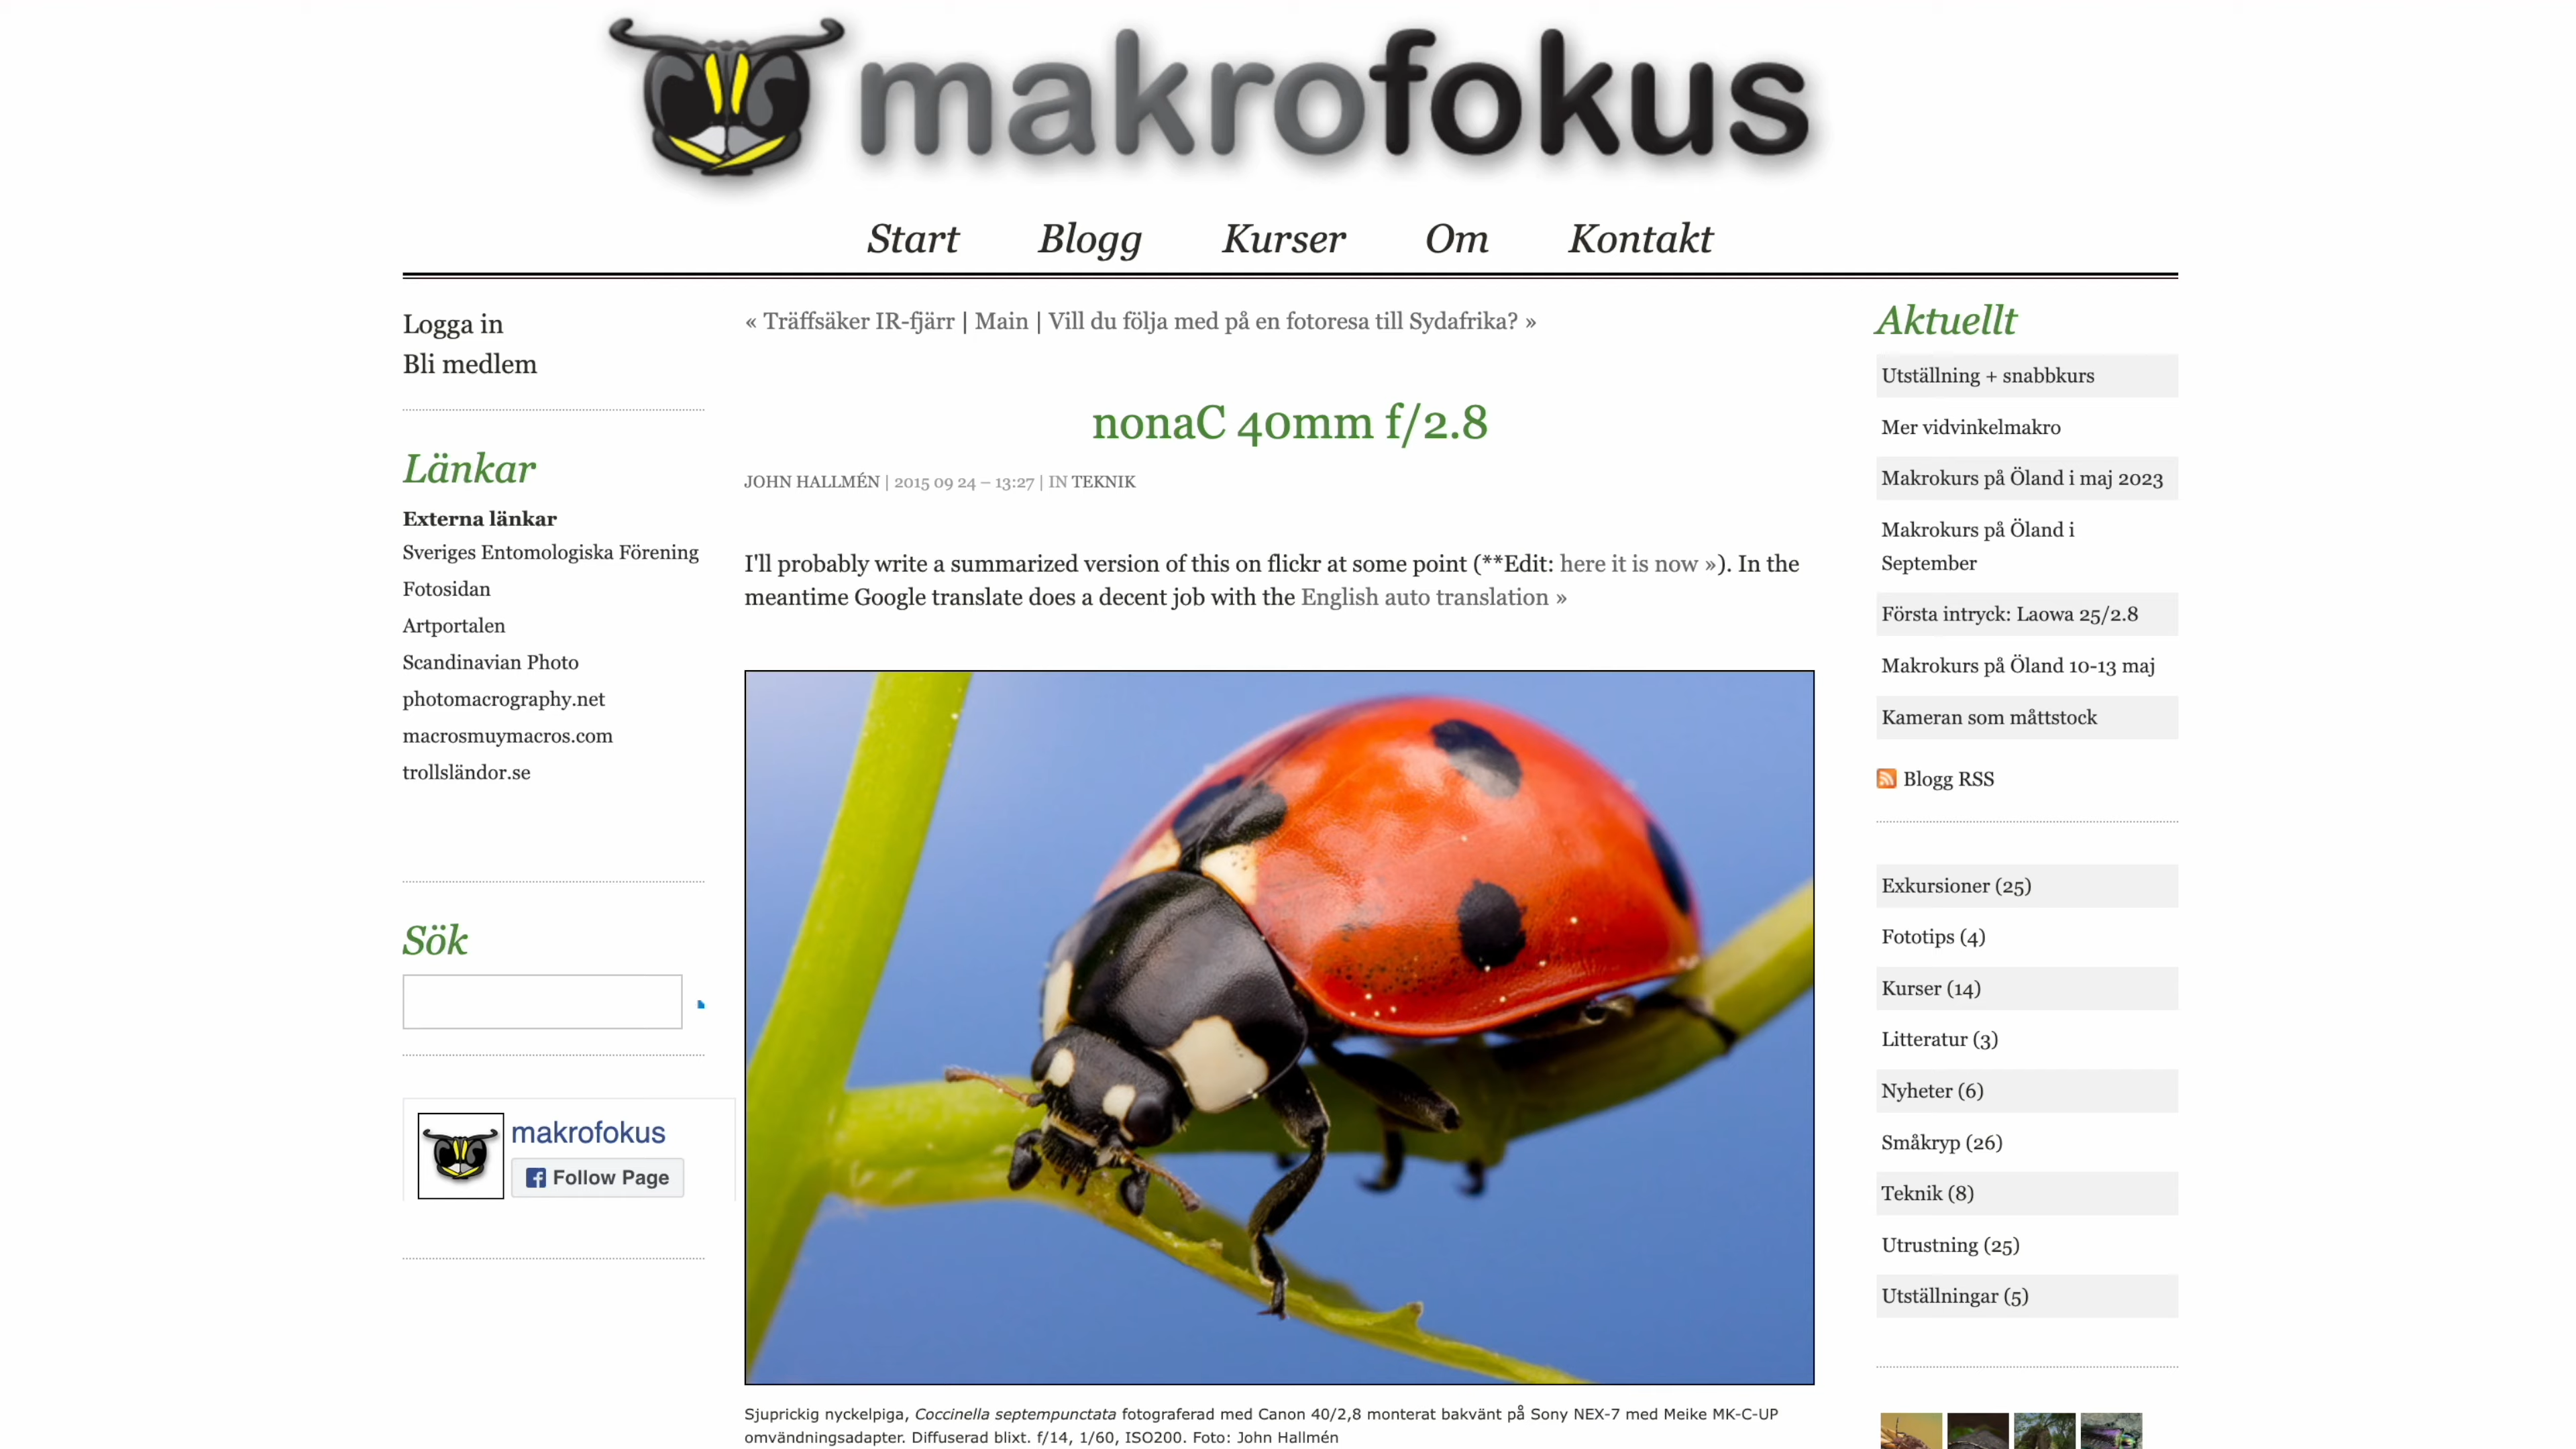 makrofokus
Start Blogg Kurser Om Kontakt
Logga in
Bli medlem
Länkar
Externa länkar
Sveriges Entomologiska Förening
Fotosidan
Artportalen
Scandinavian Photo
photomacrography.net
macrosmuymacros.com
trollsländor.se
Sök
makrofokus
Follow Page
« Träffsäker IR-fjärr | Main | Vill du följa med på en fotoresa till Sydafrika? »
nonaC 40mm f/2.8
JOHN HALLMÉN | 2015 09 24 – 13:27 | IN TEKNIK
I'll probably write a summarized version of this on flickr at some point (**Edit: here it is now »). In the
meantime Google translate does a decent job with the English auto translation »
Sjuprickig nyckelpiga, Coccinella septempunctata fotograferad med Canon 40/2,8 monterat bakvänt på Sony NEX-7 med Meike MK-C-UP
omvändningsadapter. Diffuserad blixt. f/14, 1/60, ISO200. Foto: John Hallmén
Aktuellt
Utställning + snabbkurs
Mer vidvinkelmakro
Makrokurs på Öland i maj 2023
Makrokurs på Öland i
September
Första intryck: Laowa 25/2.8
Makrokurs på Öland 10-13 maj
Kameran som måttstock
Blogg RSS
Exkursioner (25)
Fototips (4)
Kurser (14)
Litteratur (3)
Nyheter (6)
Småkryp (26)
Teknik (8)
Utrustning (25)
Utställningar (5)